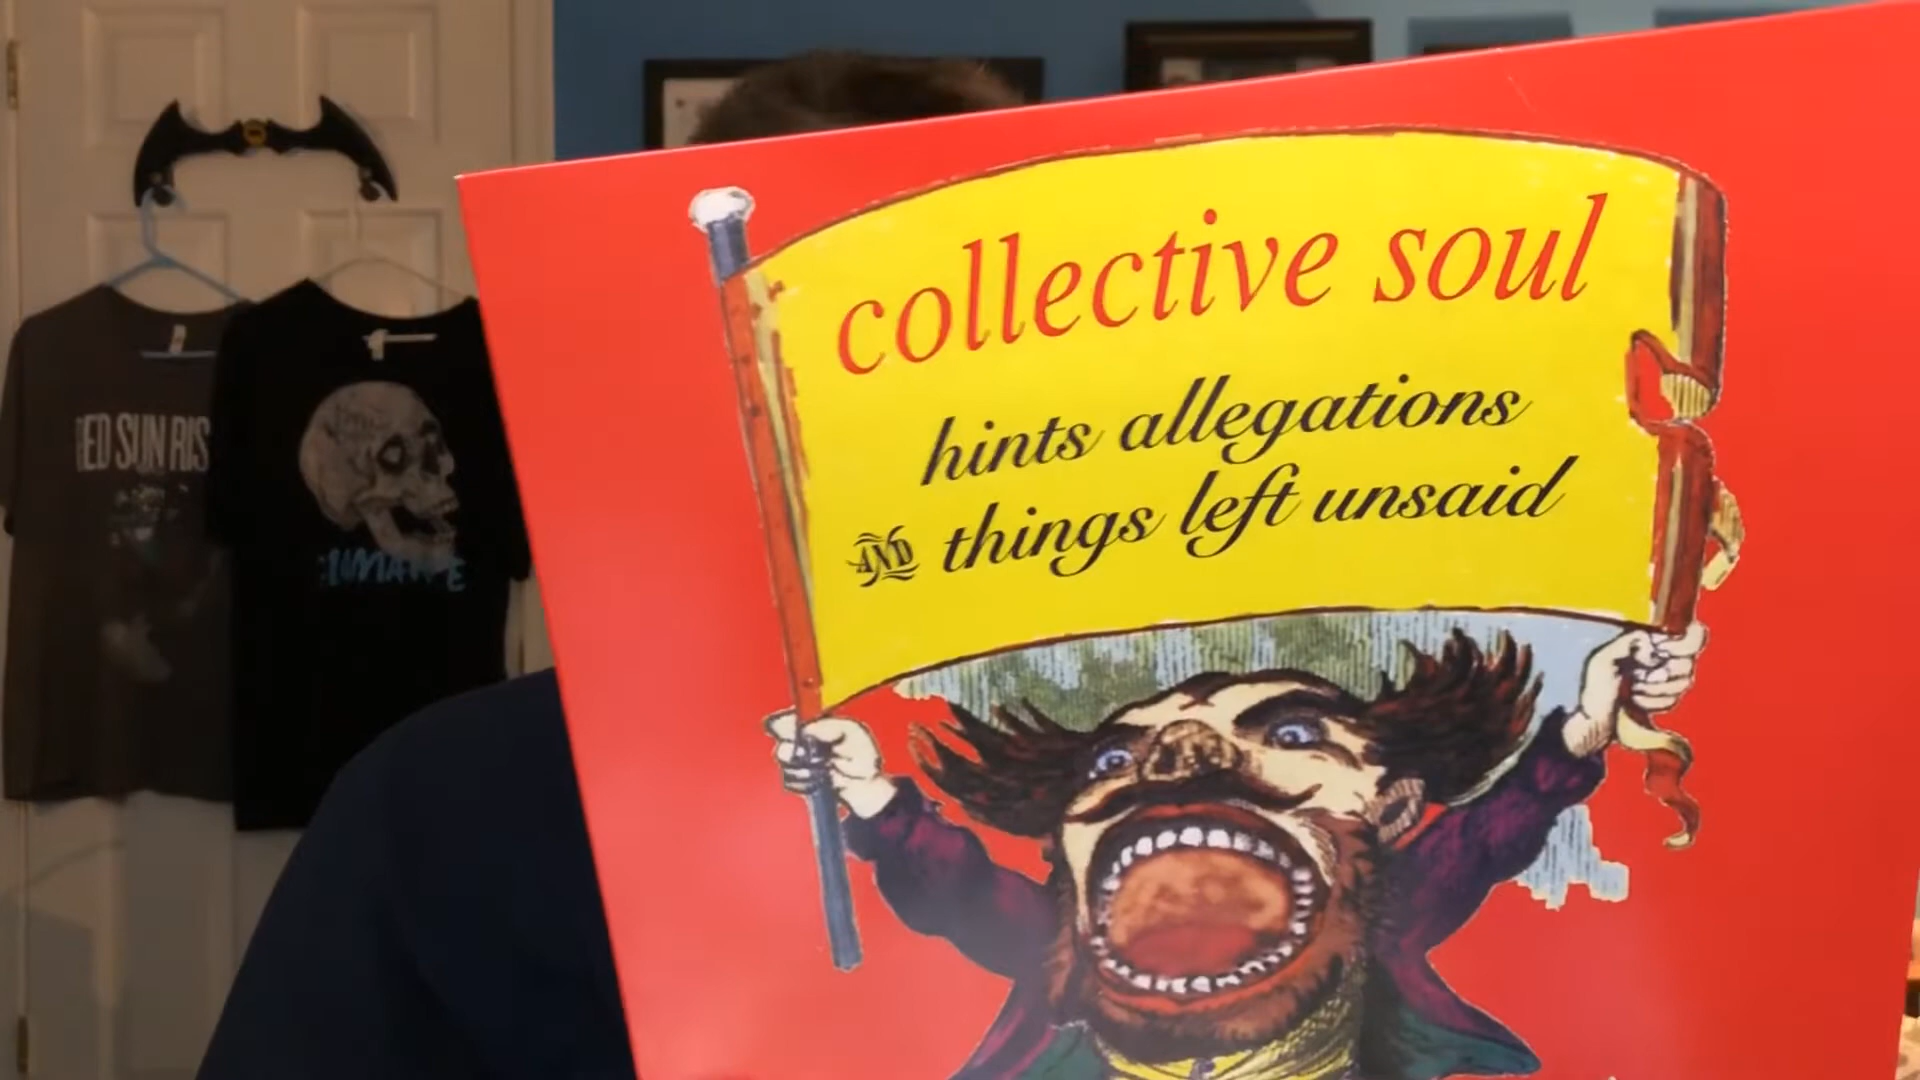 collective soul
hints allegations
AND things left unsaid
ED SUN RIS